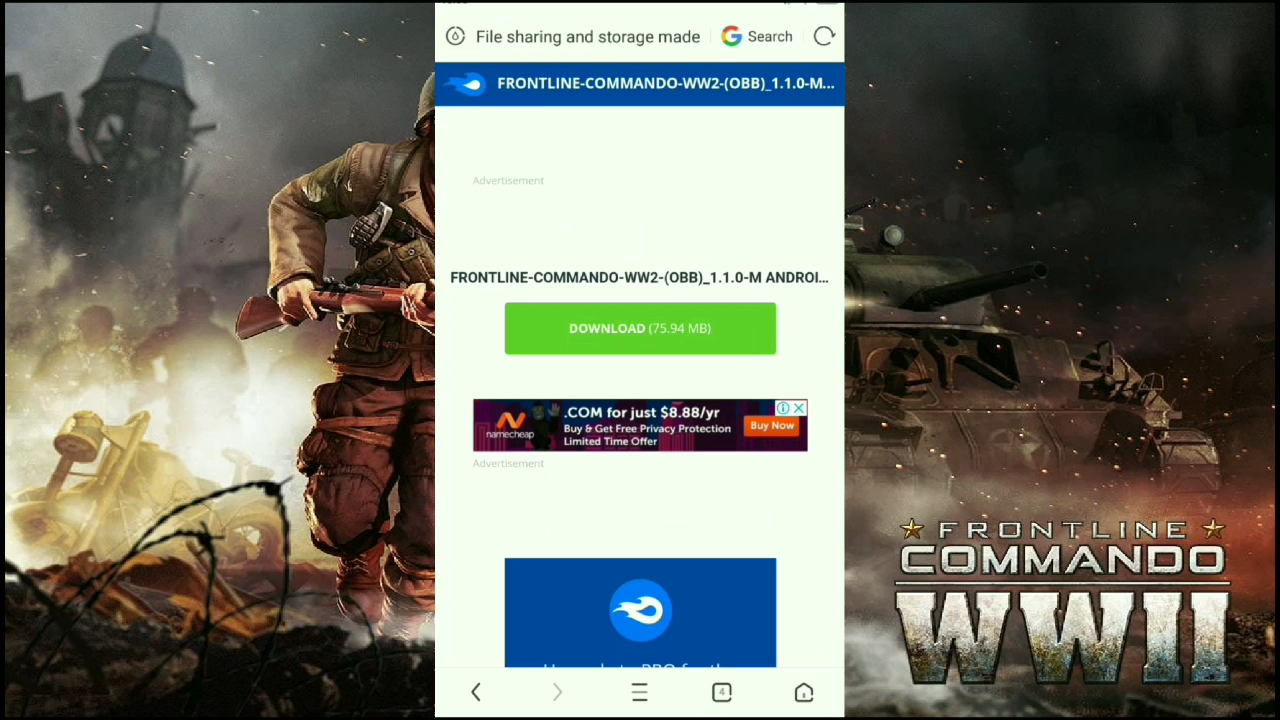 File sharing and storage made
Search
FRONTLINE-COMMANDO-WW2-(OBB)_1.1.0-M...
Advertisement
FRONTLINE-COMMANDO-WW2-(OBB)_1.1.0-M ANDROI...
DOWNLOAD (75.94 MB)
namecheap
.COM for just $8.88/yr
Buy & Get Free Privacy Protection
Limited Time Offer
Buy Now
Advertisement
4
FRONTLINE
COMMANDO
WWII